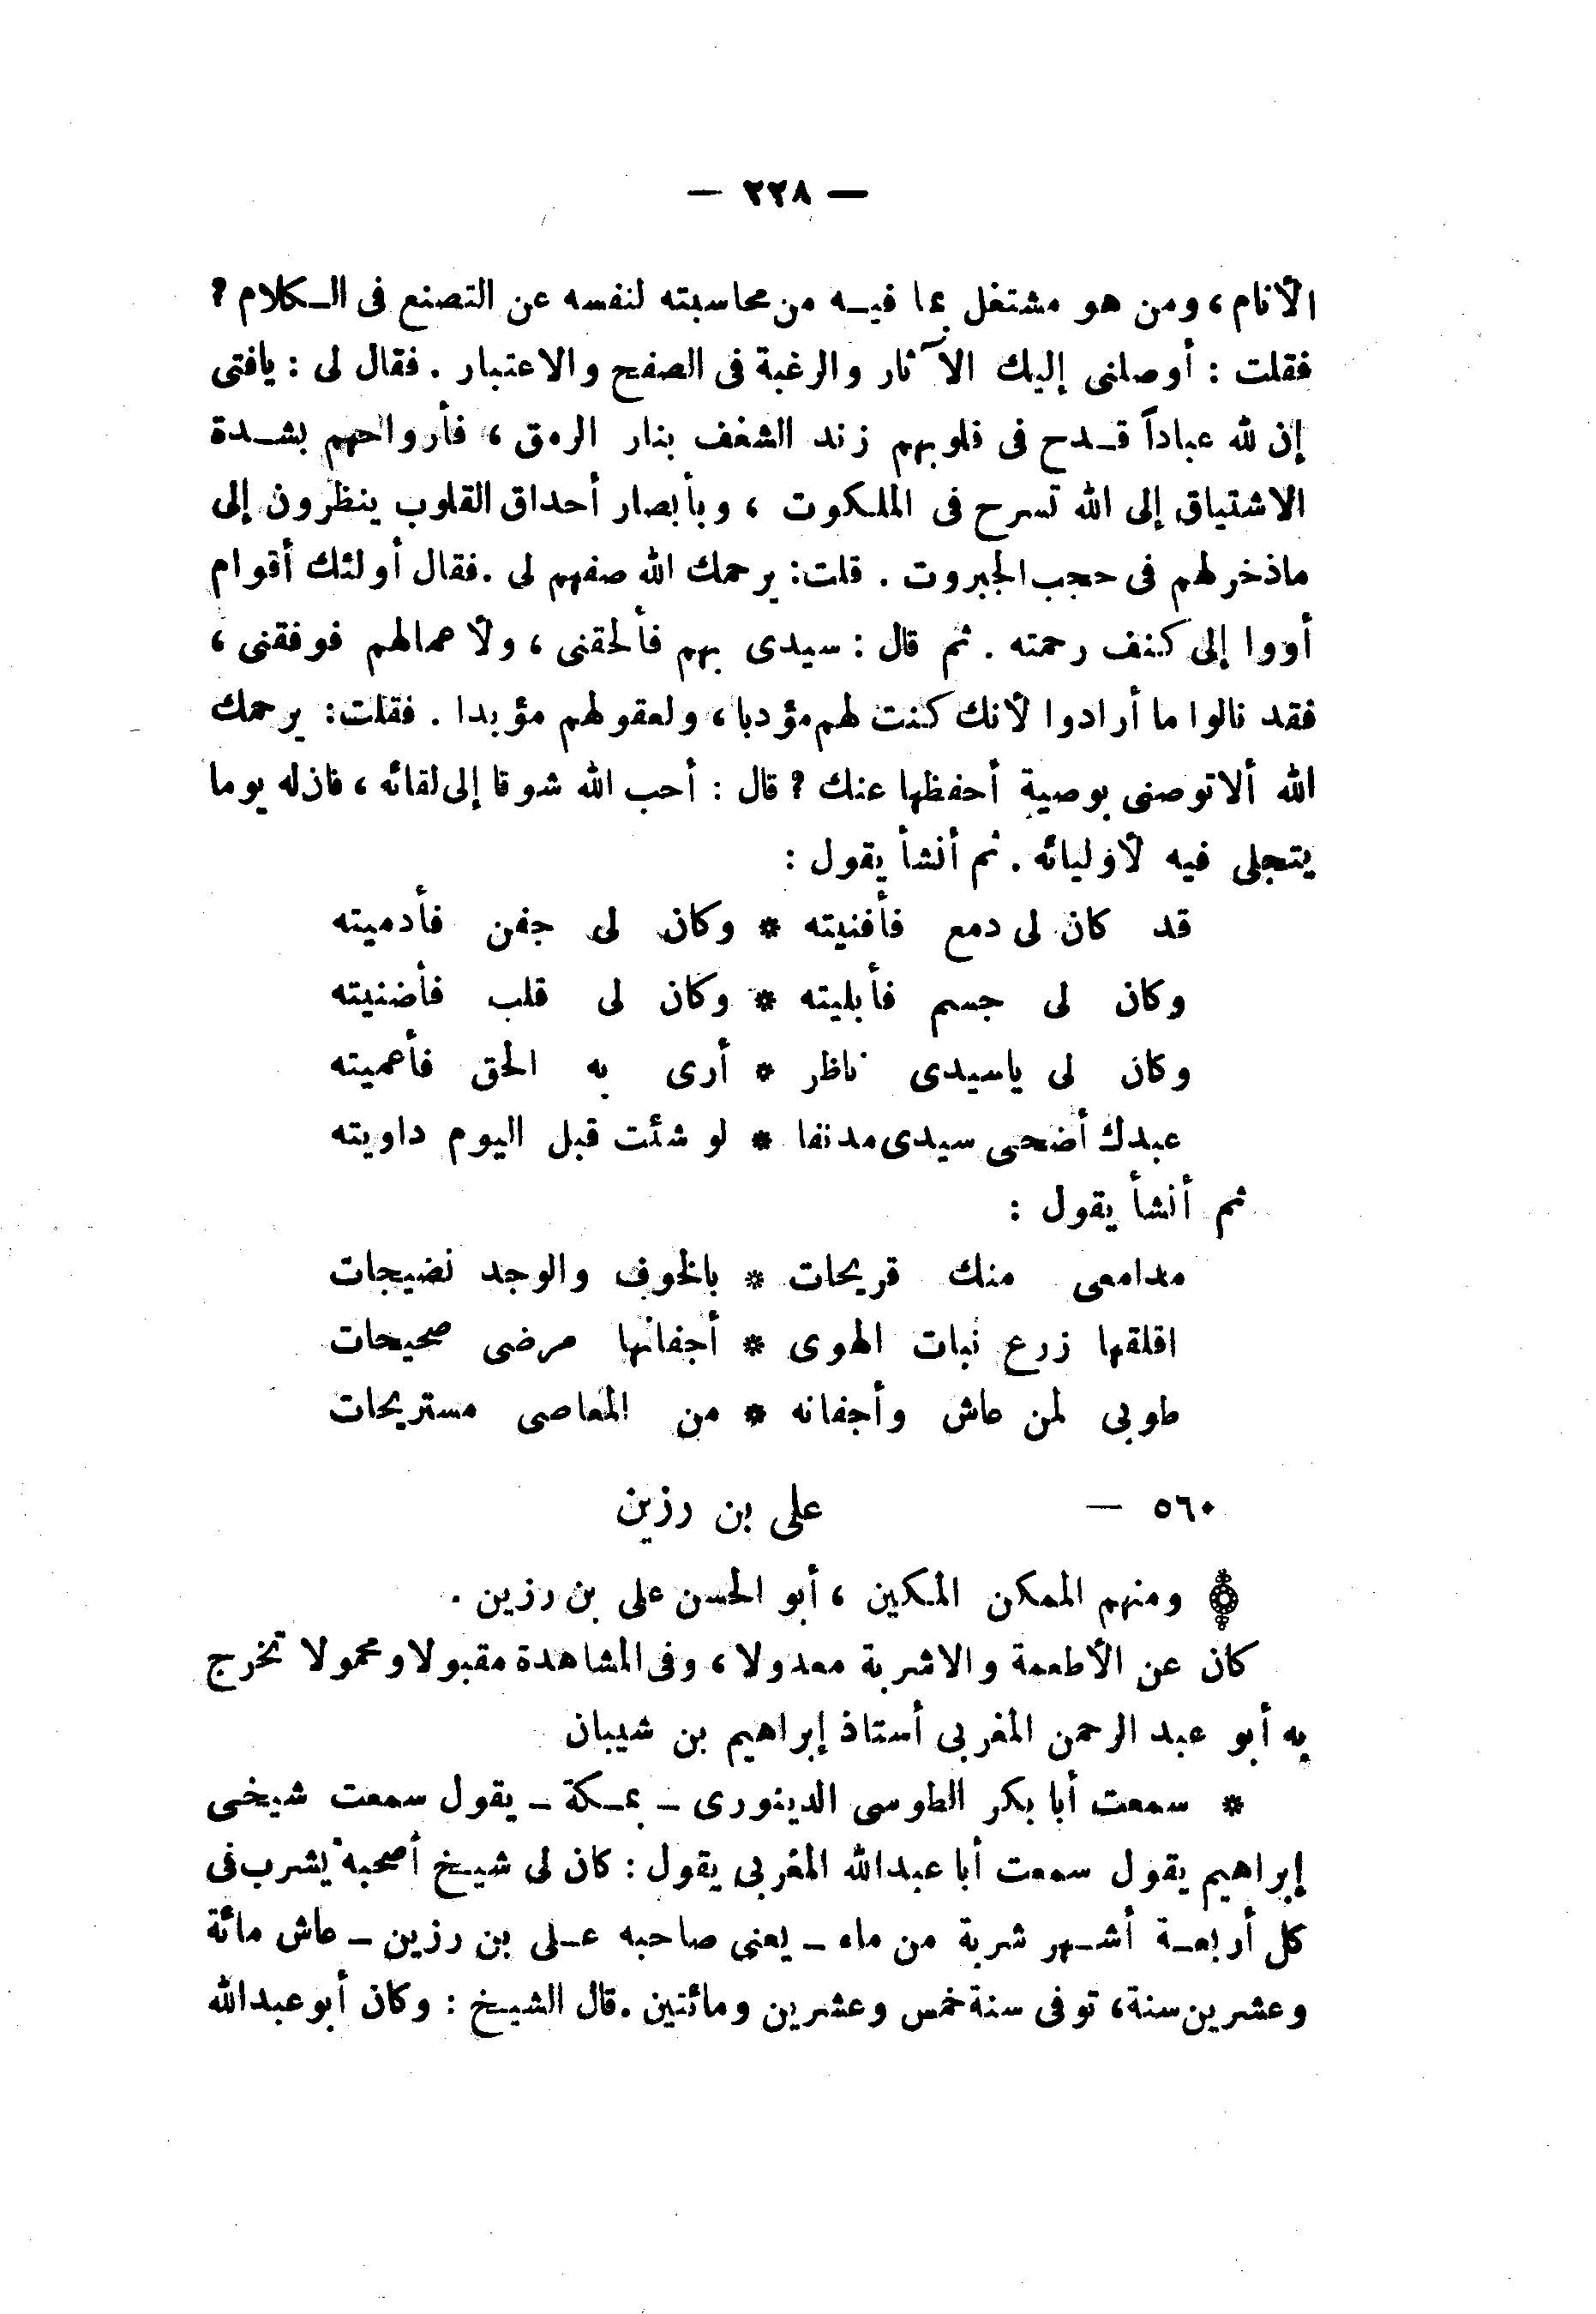 — ٢٢٨ —
الأنام، ومن هو مشتغل بما فيه من محاسبته لنفسه عن التصنع فى الكلام ؟
فقلت : أوصلنى إليك الآثار والرغبة فى الصفح والاعتبار . فقال لى : يافتى
إن لله عباداً قدح فى قلوبهم زند الشغف بنار الرمق ، فأرواحهم بشدة
الاشتياق إلى الله تسرح فى الملكوت ، وبأبصار أحداق القلوب ينظرون إلى
ماذخر لهم فى حجب الجبروت . قلت: يرحمك الله صفهم لى . فقال أولئك أقوام
أووا إلى كنف رحمته . ثم قال : سيدى بهم فألحقنى ، ولأعمالهم فوفقنى ،
فقد نالوا ما أرادوا لأنك كنت لهم مؤدبا ، ولعقولهم مؤبدا . فقلت: يرحمك
الله ألا توصنى بوصية أحفظها عنك ؟ قال : أحب الله شوقا إلى لقائه ، فان له يوما
يتجلى فيه لأوليائه . ثم أنشأ يقول :
قد كان لى دمع فأفنيته * وكان لى جفن فأدميته
وكان لى جسم فأبليته * وكان لى قلب فأضنيته
وكان لى ياسيدى ناظر * أرى به الحق فأعميته
عبدك أضحى سيدى مدنفا * لو شئت قبل اليوم داويته
ثم أنشأ يقول :
مدامعى منك قريحات * بالخوف والوجد نضيجات
اقلقها زرع نبات الهوى * أجفانها مرضى صحيحات
طوبى لمن عاش وأجفانه * من المعاصى مستريحات
٥٦٠ — على بن رزين
ومنهم الممكن المكين ، أبو الحسن على بن رزين .
كان عن الأطعمة والاشربة معدولا ، وفى المشاهدة مقبولا ومحمولا تخرج
به أبو عبد الرحمن المغربى أستاذ إبراهيم بن شيبان
* سمعت أبا بكر الطوسى الدينورى - بمكة - يقول سمعت شيخى
إبراهيم يقول سمعت أبا عبدالله المغربى يقول : كان لى شيخ أصحبه يشرب فى
كل أربعة أشهر شربة من ماء - يعنى صاحبه على بن رزين - عاش مائة
وعشرين سنة ، توفى سنة خمس وعشرين ومائتين . قال الشيخ : وكان أبو عبدالله